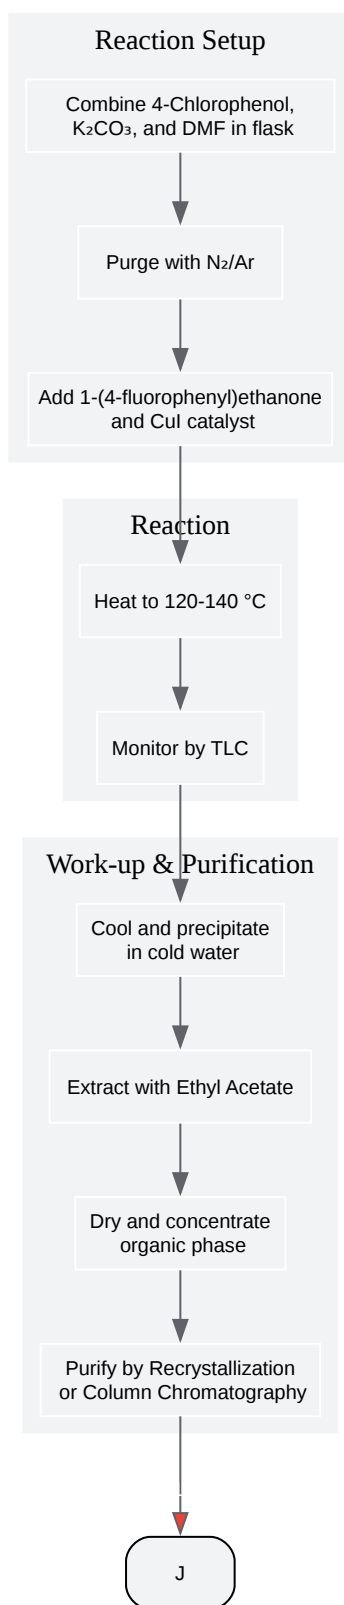 Reaction Setup
Combine 4-Chlorophenol,
K₂CO₃, and DMF in flask
Purge with N₂/Ar
Add 1-(4-fluorophenyl)ethanone
and CuI catalyst
Reaction
Heat to 120-140 °C
Monitor by TLC
Work-up & Purification
Cool and precipitate
in cold water
Extract with Ethyl Acetate
Dry and concentrate
organic phase
Purify by Recrystallization
or Column Chromatography
J